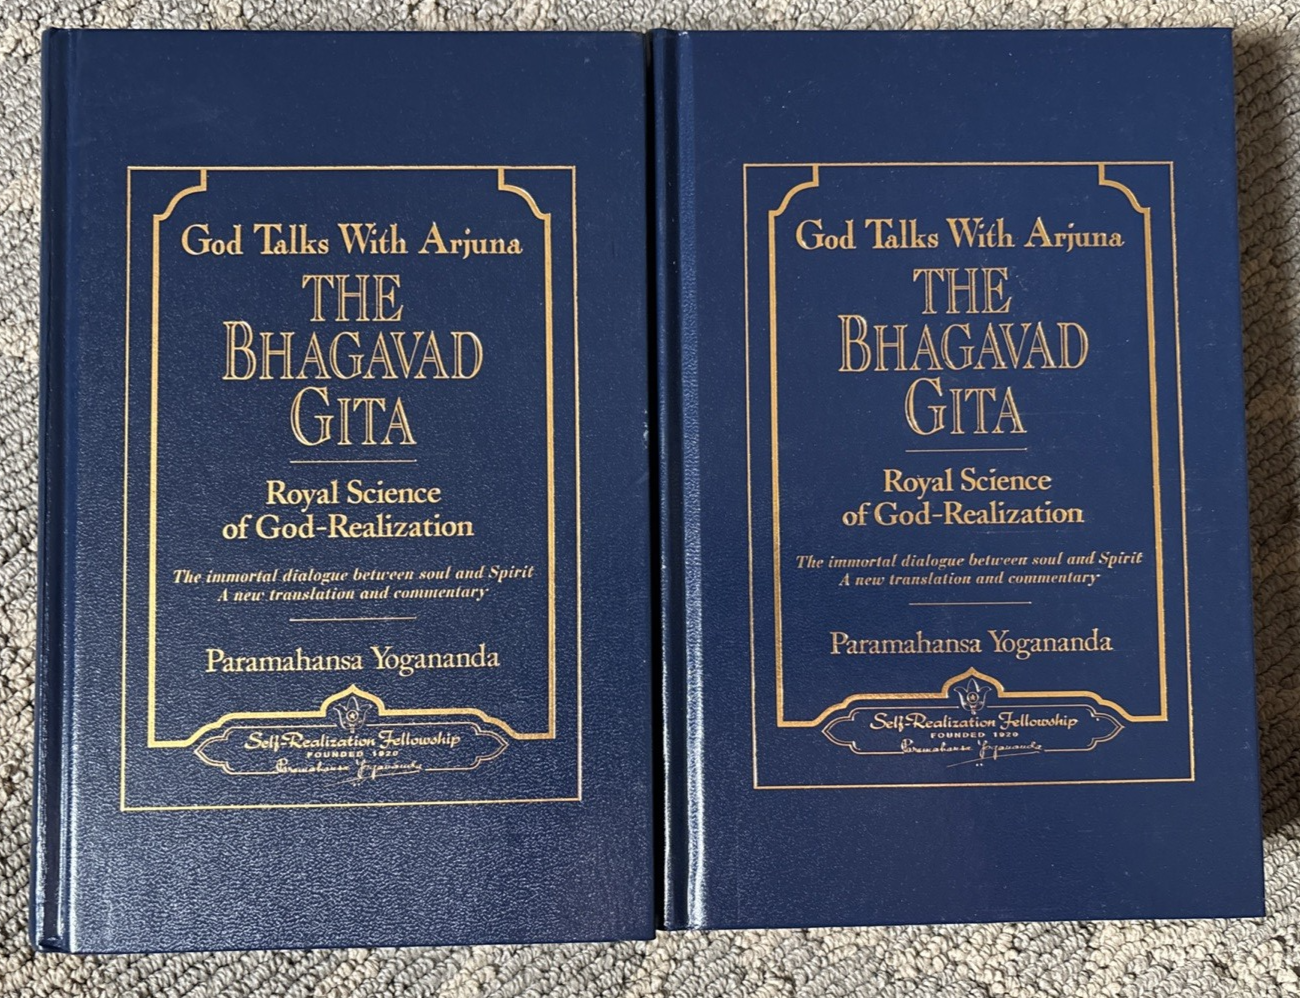 God Talks With Arjuna
THE
BHAGAVAD
GITA
Royal Science
of God-Realization
The immortal dialogue between soul and Spirit
A new translation and commentary
Paramahansa Yogananda
Self-Realization Fellowship
FOUNDED 1920
Paramahansa Yogananda
God Talks With Arjuna
THE
BHAGAVAD
GITA
Royal Science
of God-Realization
The immortal dialogue between soul and Spirit
A new translation and commentary
Paramahansa Yogananda
Self-Realization Fellowship
FOUNDED 1920
Paramahansa Yogananda